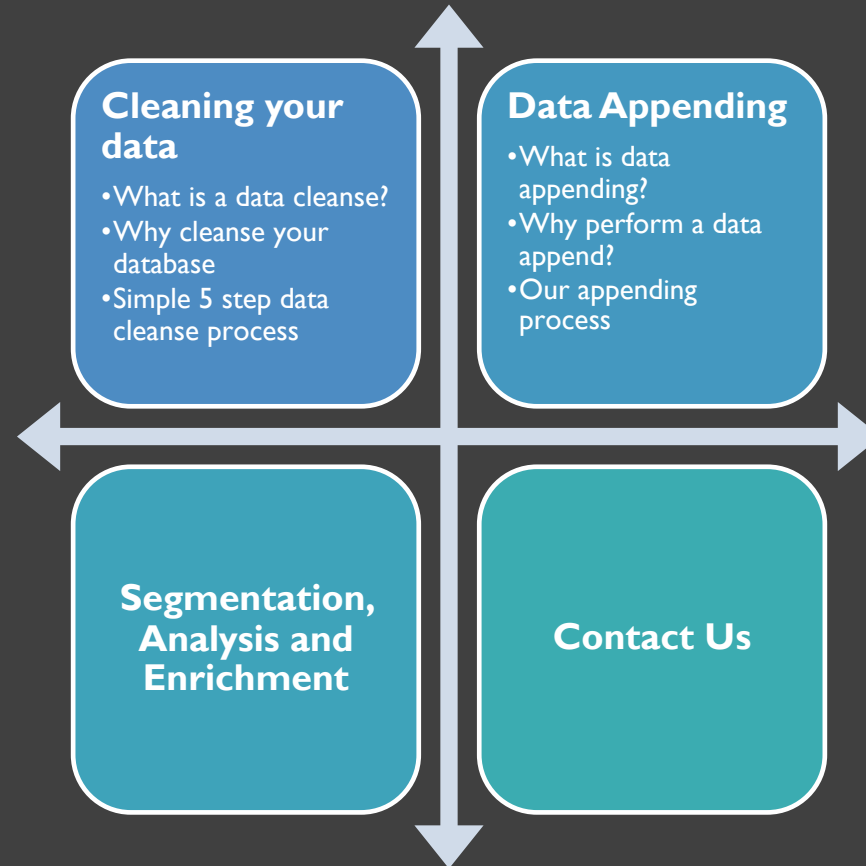 Cleaning your
data
•What is a data cleanse?
•Why cleanse your
database
•Simple 5 step data
cleanse process
Data Appending
•What is data
appending?
•Why perform a data
append?
•Our appending
process
Segmentation,
Analysis and
Enrichment
Contact Us